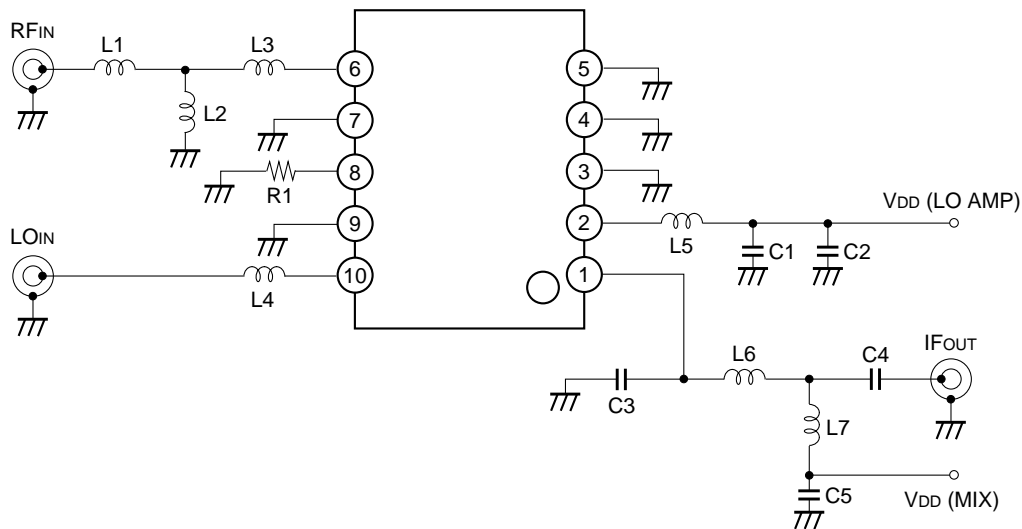 RFIN
L1
L3
L2
R1
LOIN
L4
6
7
8
9
10
5
4
3
2
1
L5
C1
C2
VDD (LO AMP)
C3
L6
C4
IFOUT
L7
C5
VDD (MIX)